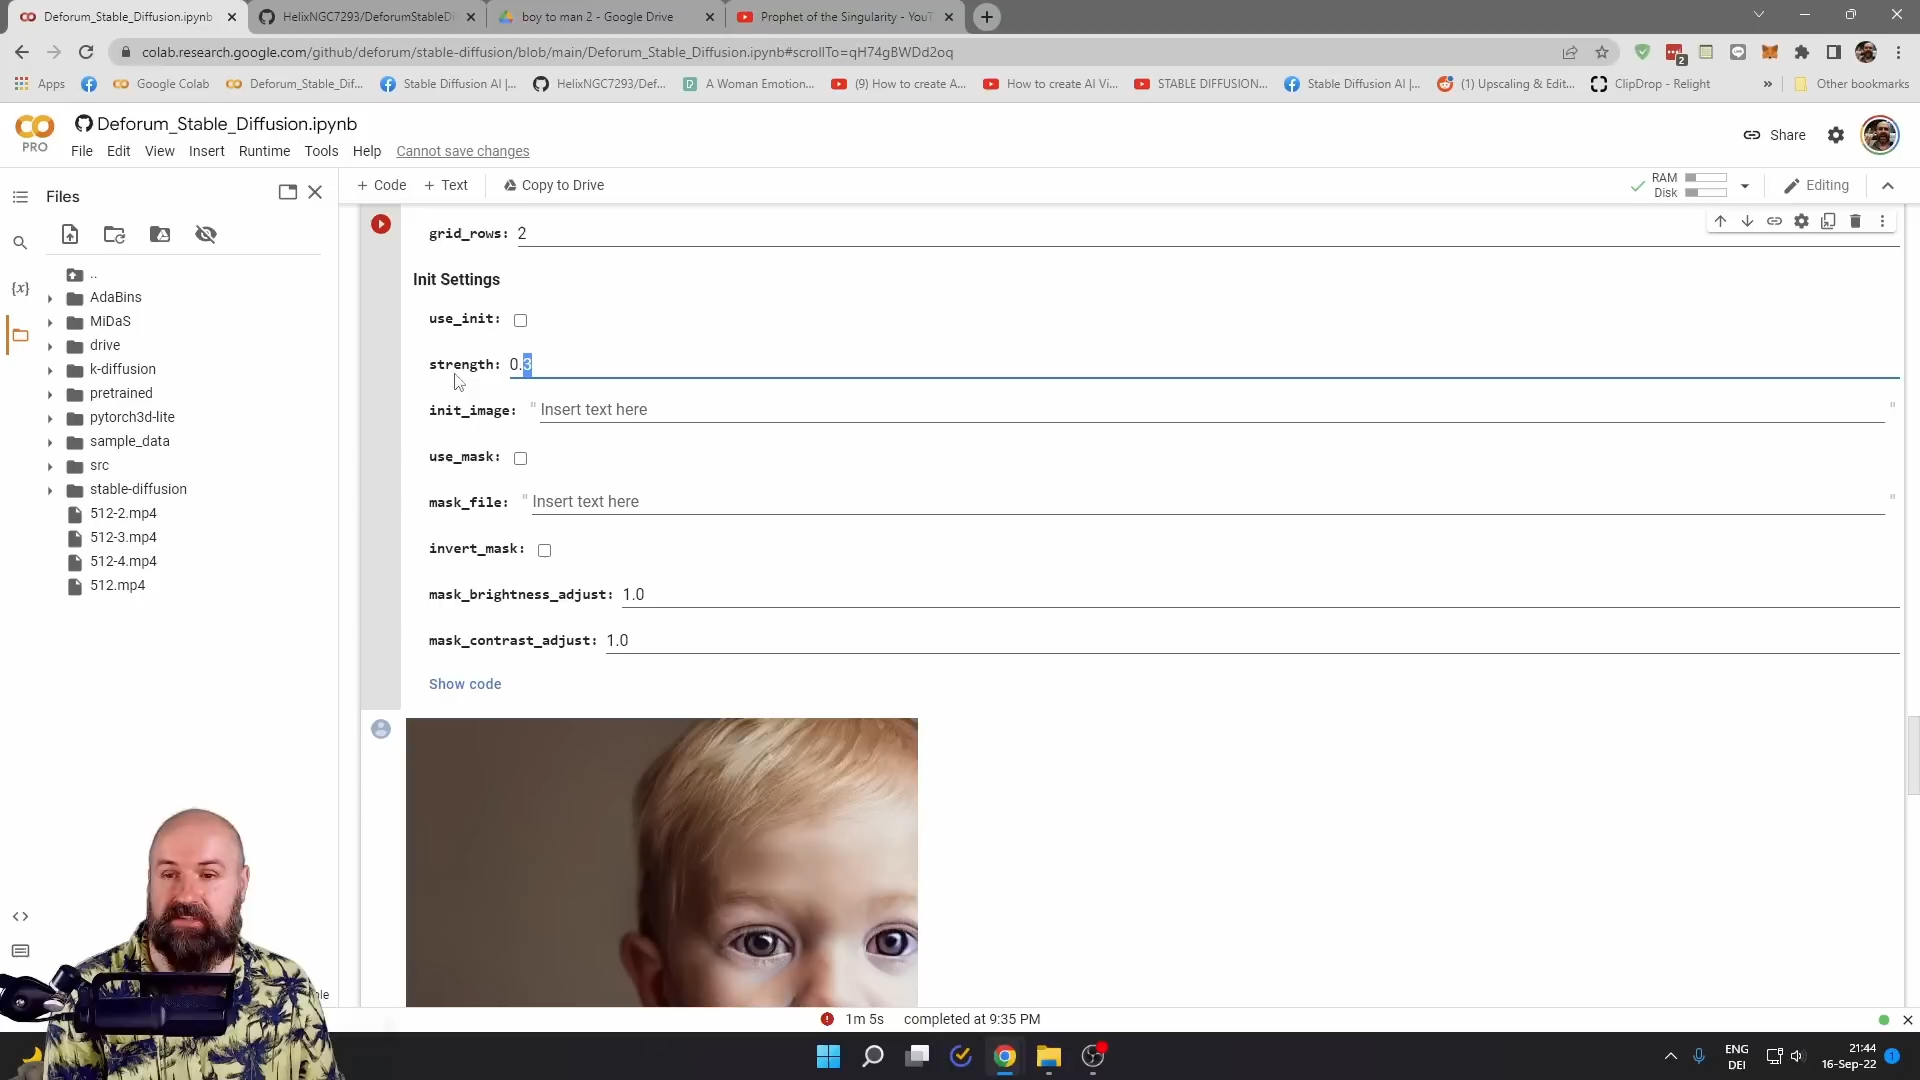 Deforum_Stable_Diffusion.ipynb
HelixNGC7293/DeforumStableDi
boy to man 2 - Google Drive
Prophet of the Singularity - YouT
colab.research.google.com/github/deforum/stable-diffusion/blob/main/Deforum_Stable_Diffusion.ipynb#scrollTo=qH74gBWDd2oq
2
Apps
Google Colab
Deforum_Stable_Dif...
Stable Diffusion AI |...
HelixNGC7293/Def...
A Woman Emotion...
(9) How to create A...
How to create AI Vi...
STABLE DIFFUSION...
Stable Diffusion AI |...
(1) Upscaling & Edit...
ClipDrop - Relight
»
Other bookmarks
PRO
Deforum_Stable_Diffusion.ipynb
File Edit View Insert Runtime Tools Help Cannot save changes
Share
Files
+ Code + Text Copy to Drive
RAM
Disk
Editing
{x}
..
AdaBins
MiDaS
drive
k-diffusion
pretrained
pytorch3d-lite
sample_data
src
stable-diffusion
512-2.mp4
512-3.mp4
512-4.mp4
512.mp4
grid_rows: 2
Init Settings
use_init:
strength: 0.3
init_image: " Insert text here "
use_mask:
mask_file: " Insert text here "
invert_mask:
mask_brightness_adjust: 1.0
mask_contrast_adjust: 1.0
Show code
1m 5s completed at 9:35 PM
ENG
DEI
21:44
16-Sep-22
1